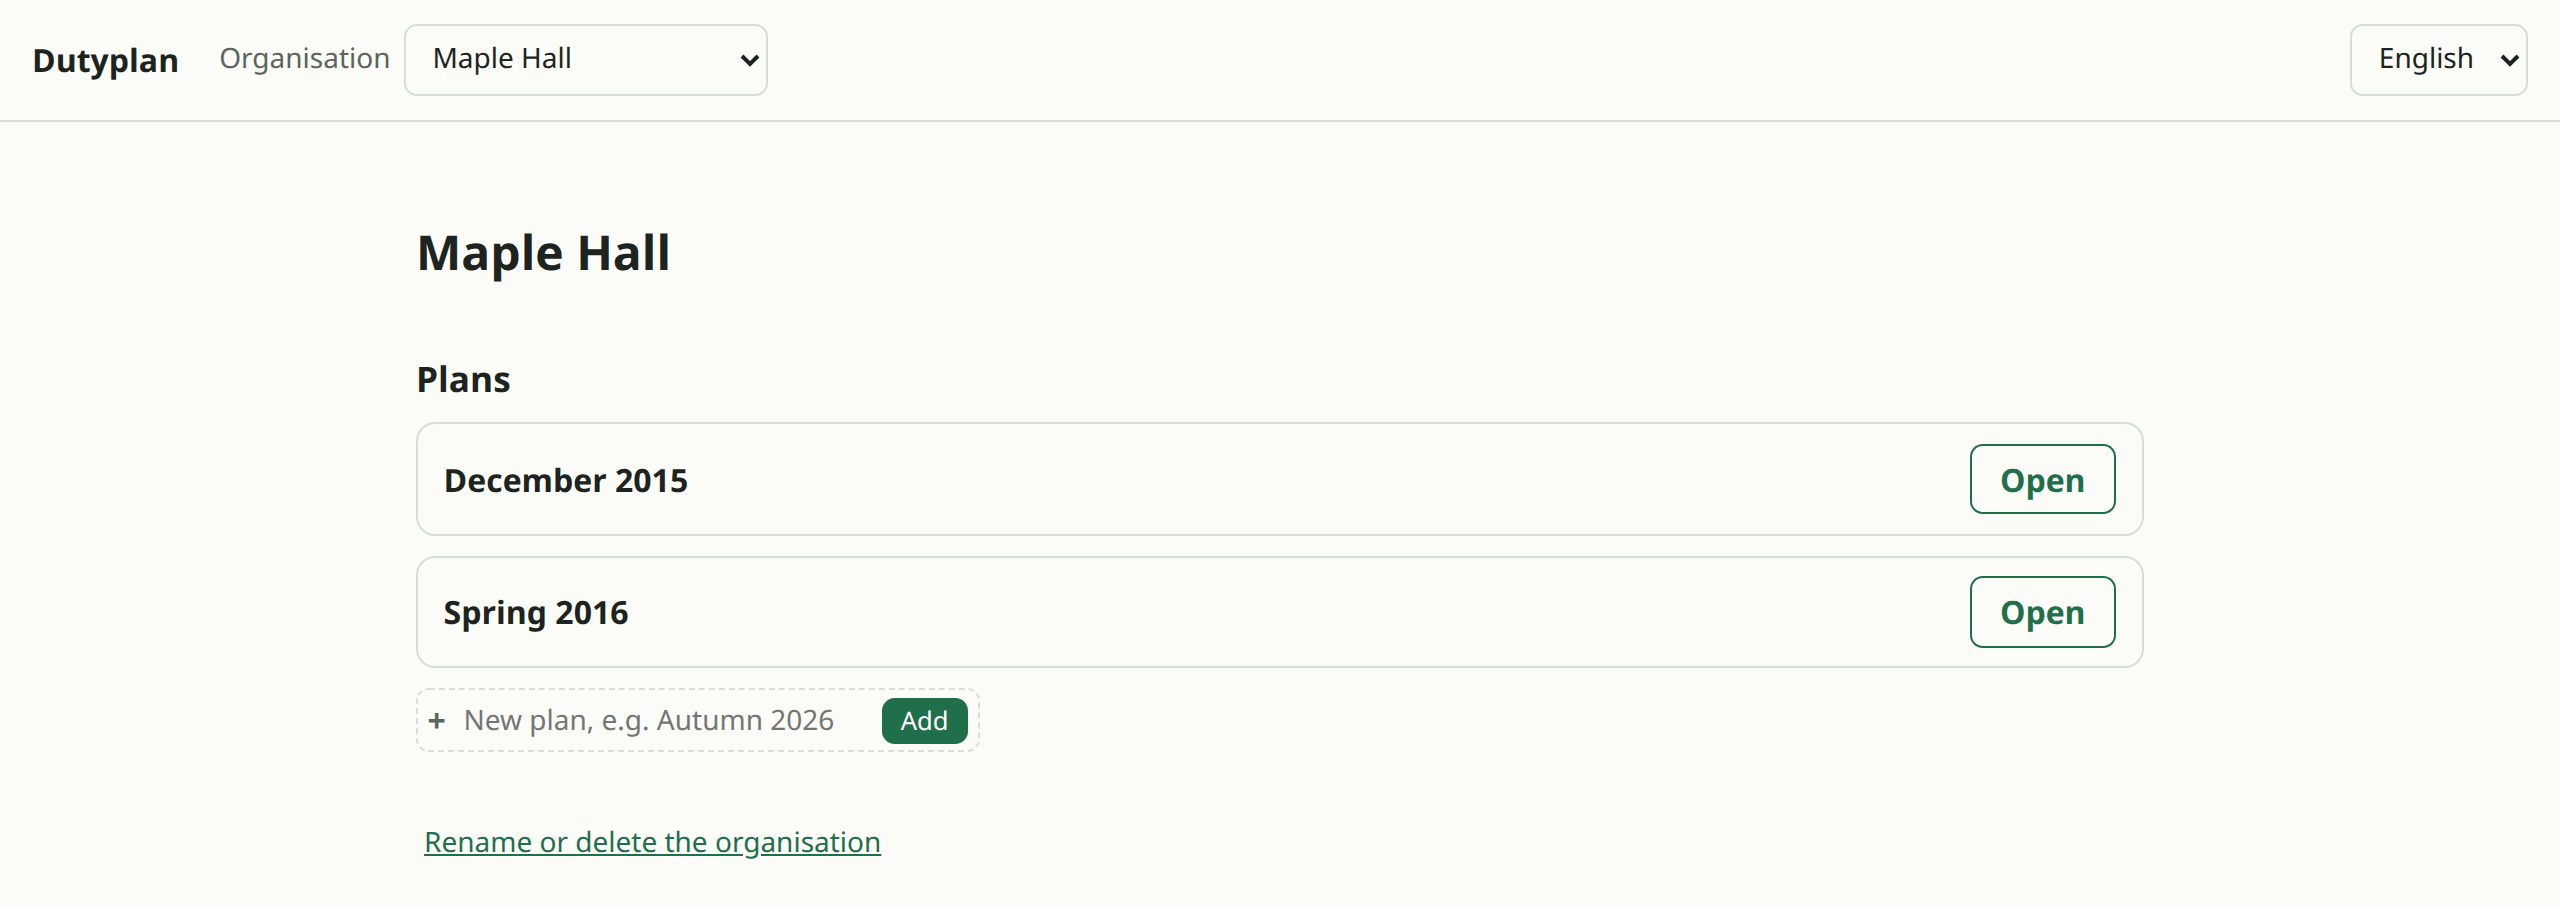 Dutyplan Organisation Maple Hall English
Maple Hall
Plans
December 2015 Open
Spring 2016 Open
+ New plan, e.g. Autumn 2026 Add
Rename or delete the organisation